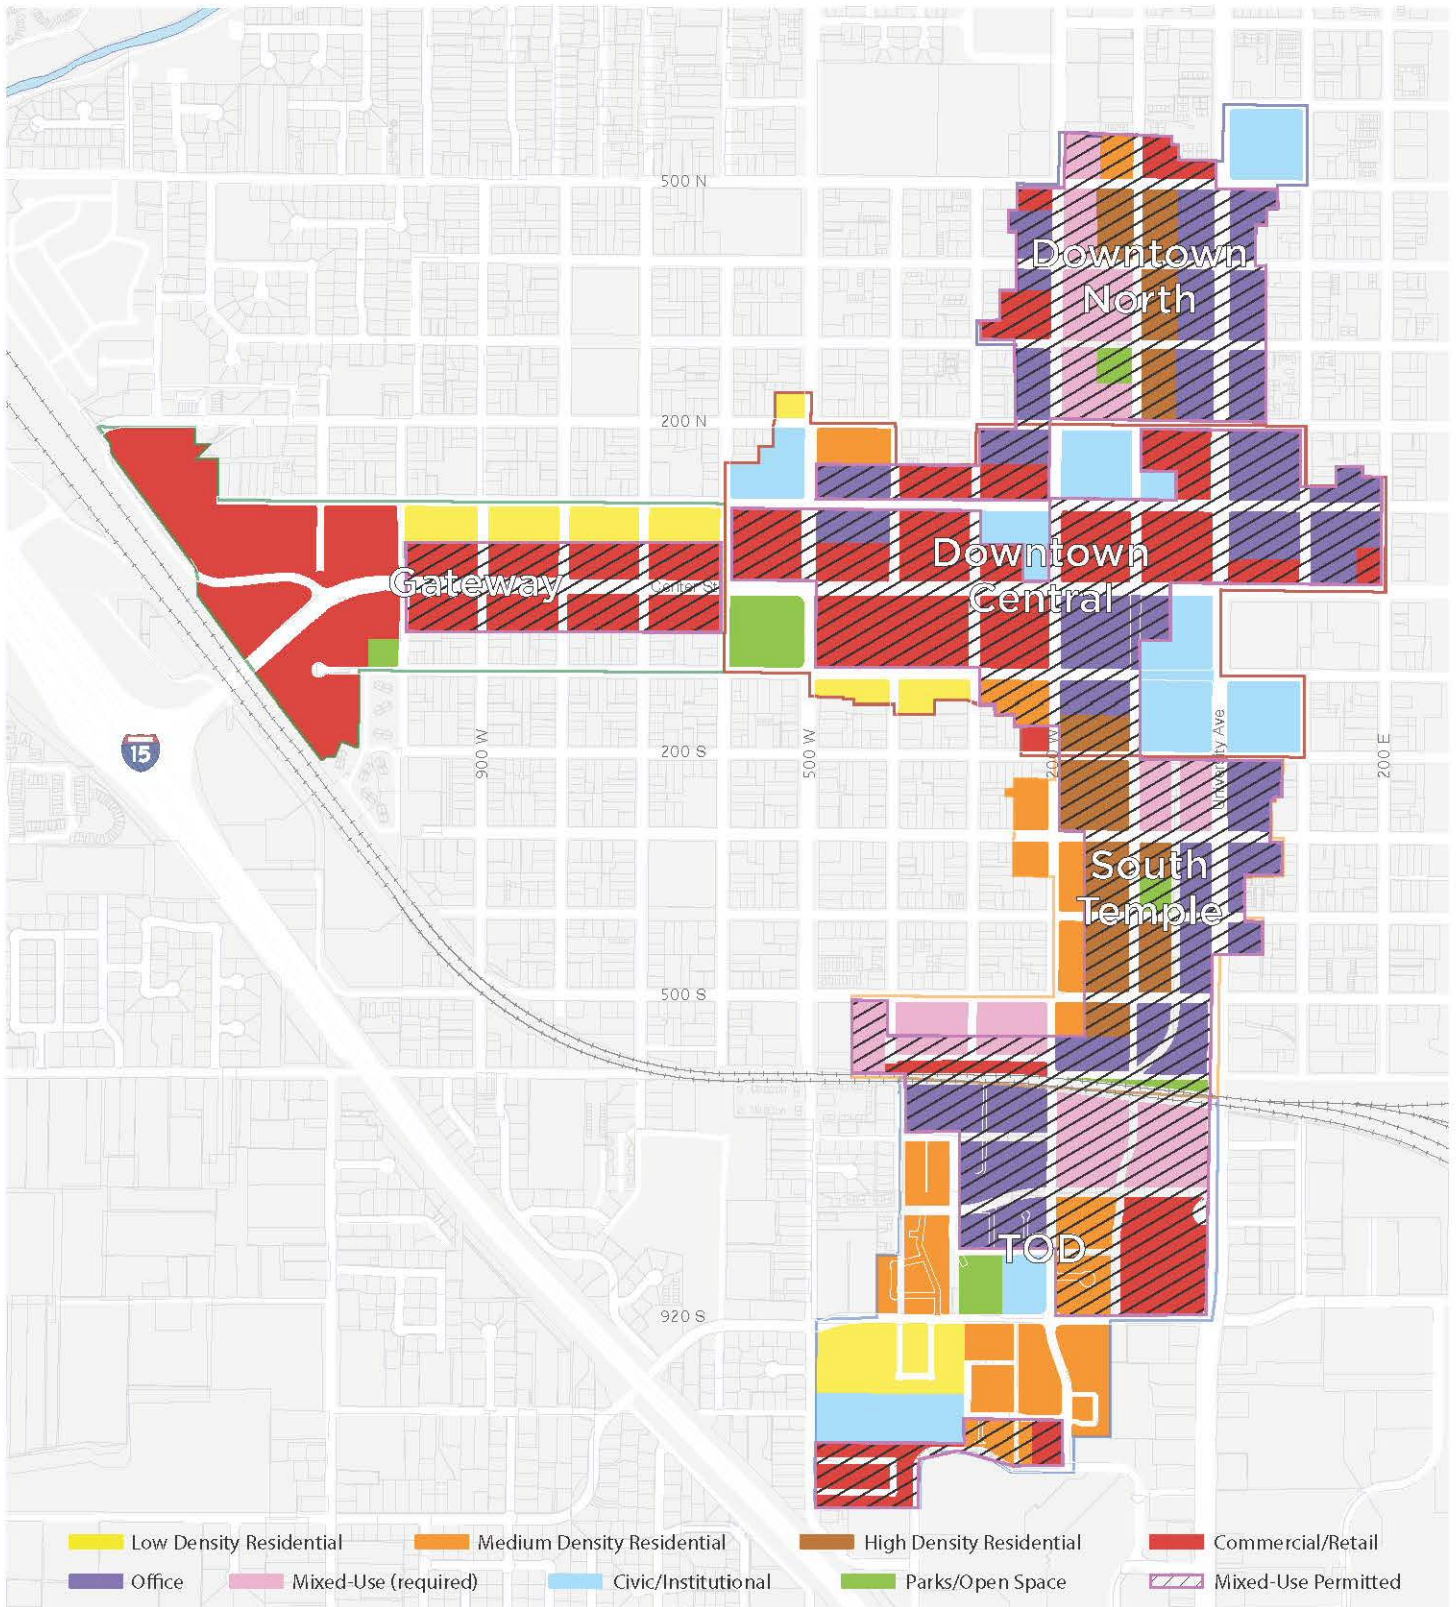 500 N
Downtown
North
200 N
Downtown
Central
Gateway
Center St
15
900 W
200 S
500 W
200 W
University Ave
200 E
South
Temple
500 S
TOD
920 S
Low Density Residential
Medium Density Residential
High Density Residential
Commercial/Retail
Office
Mixed-Use (required)
Civic/Institutional
Parks/Open Space
Mixed-Use Permitted